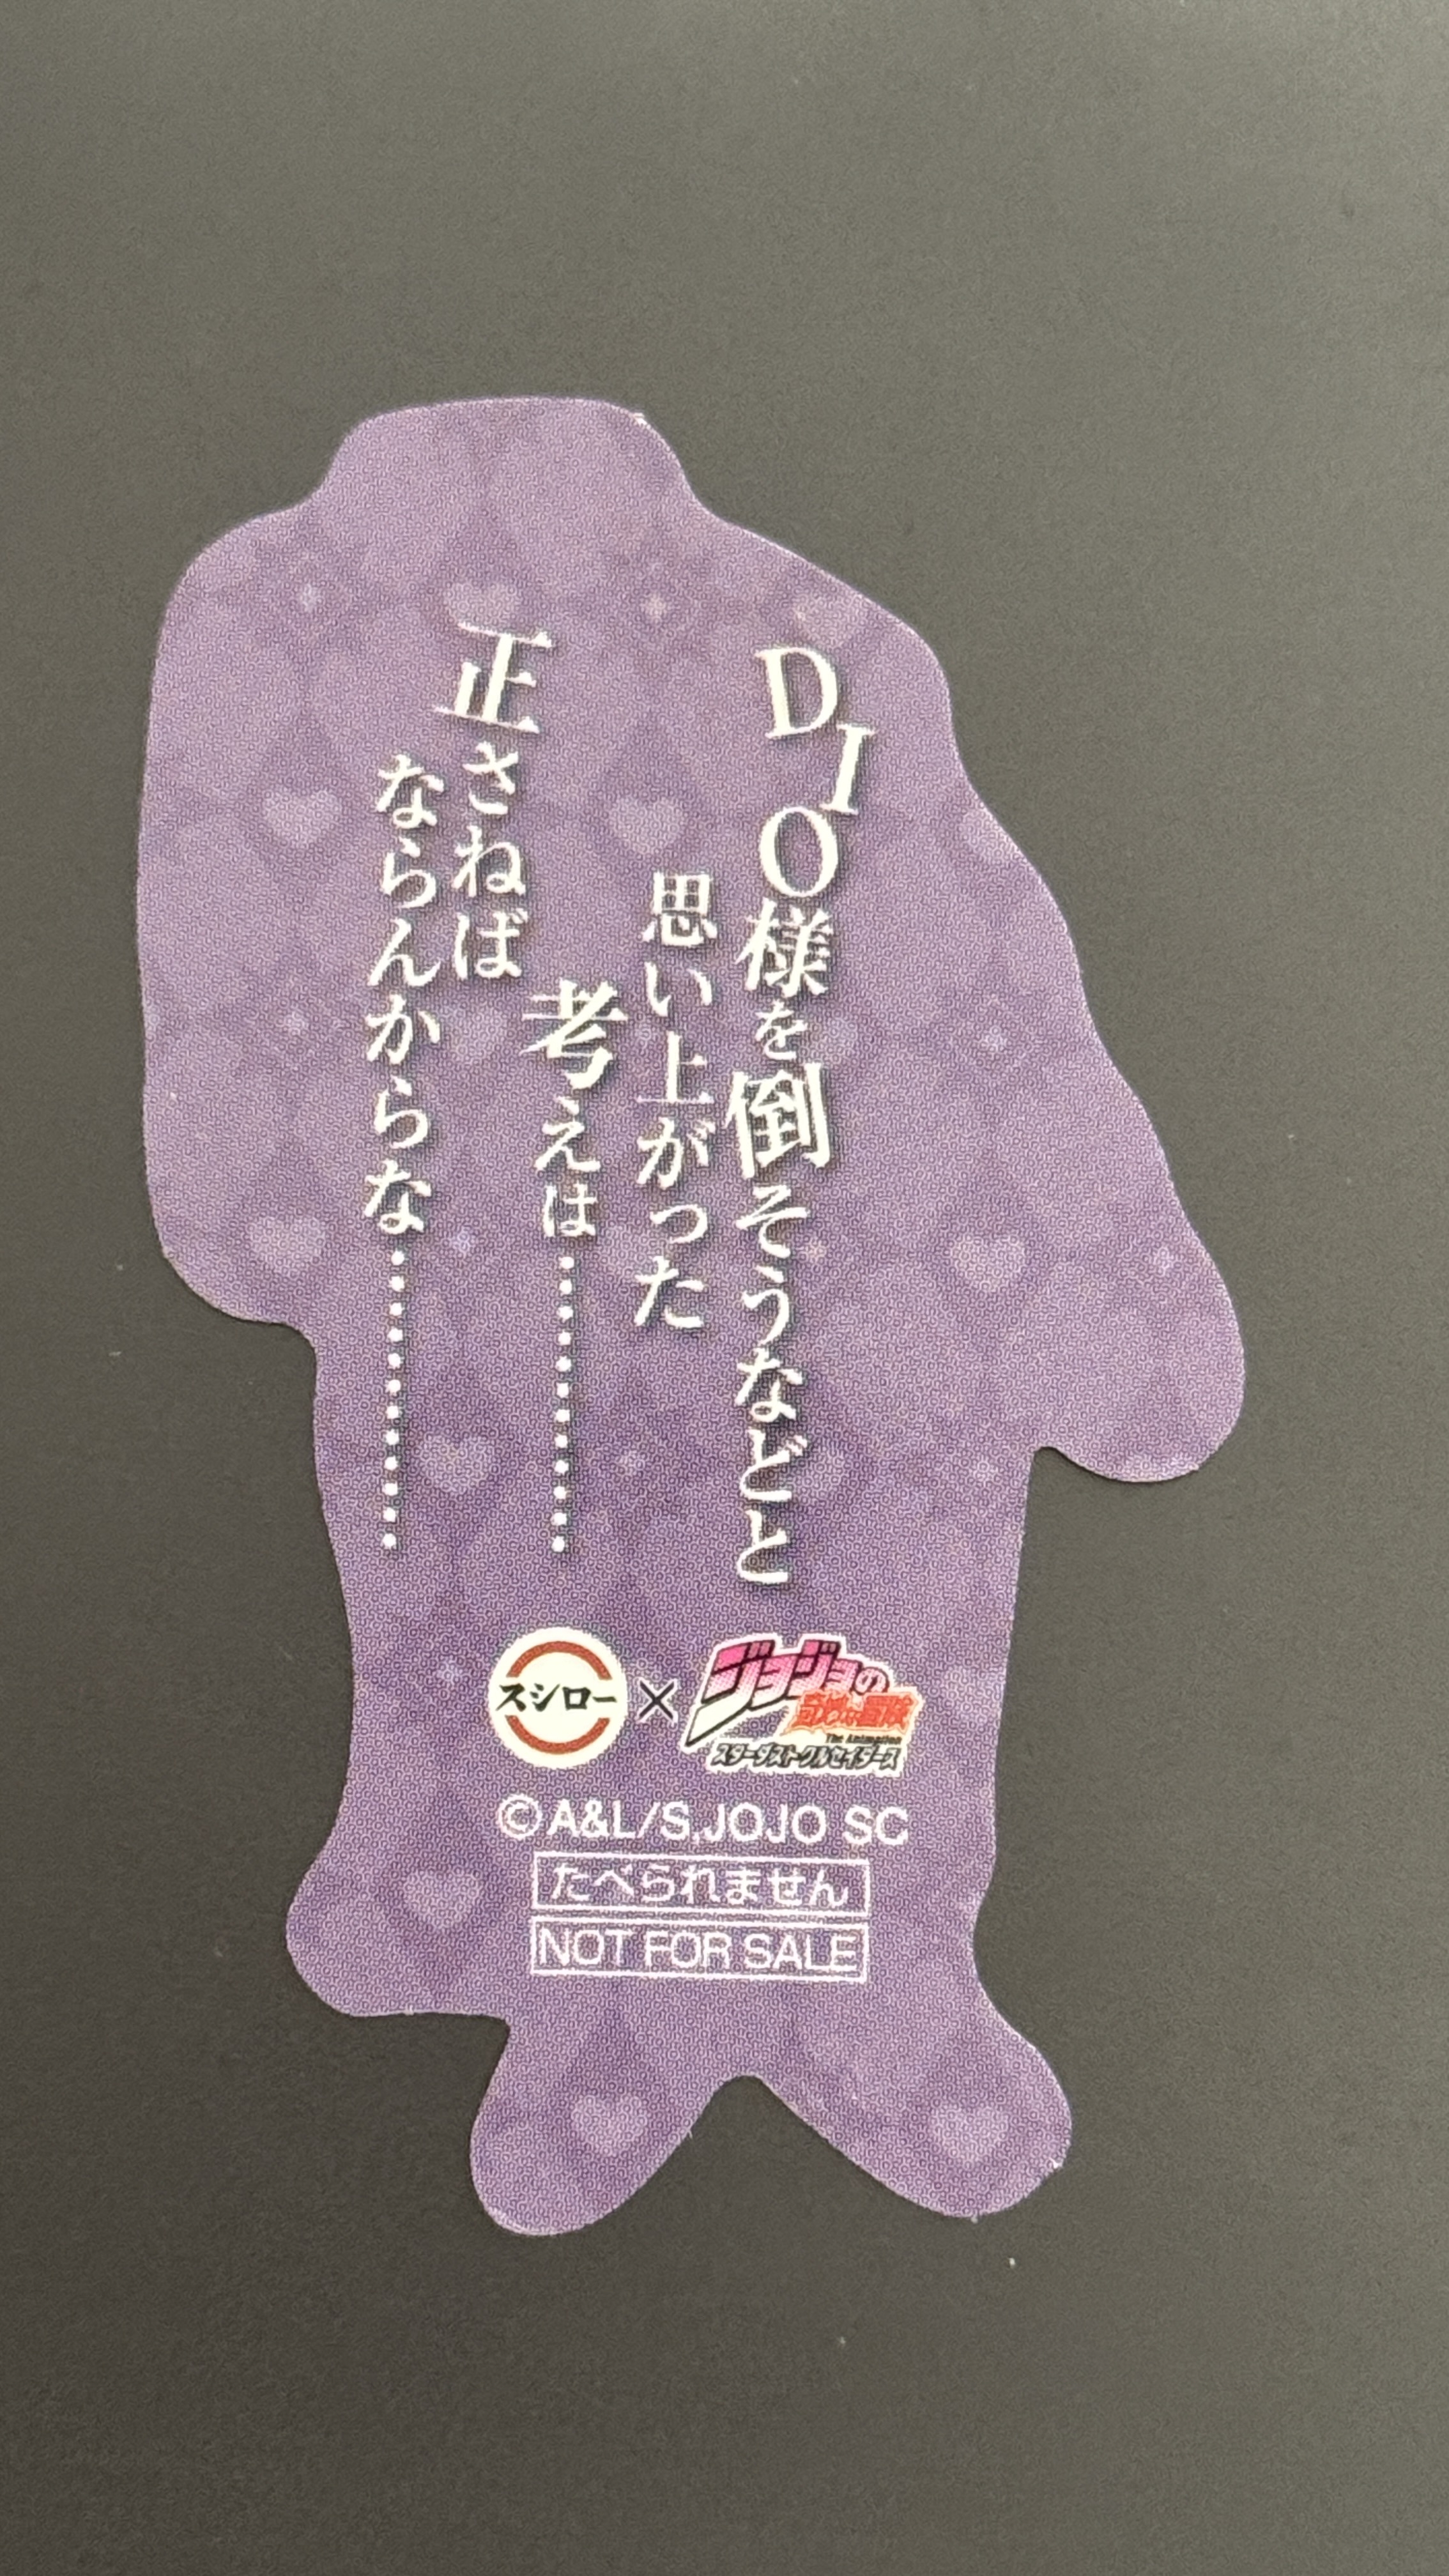 DIO様を倒そうなどと
思い上がった
考えは…………
正さねば
ならんからな…………
スシロー×ジョジョの
奇妙な冒険
The Animation
スターダストクルセイダース
©A&L/S,JOJO SC
たべられません
NOT FOR SALE